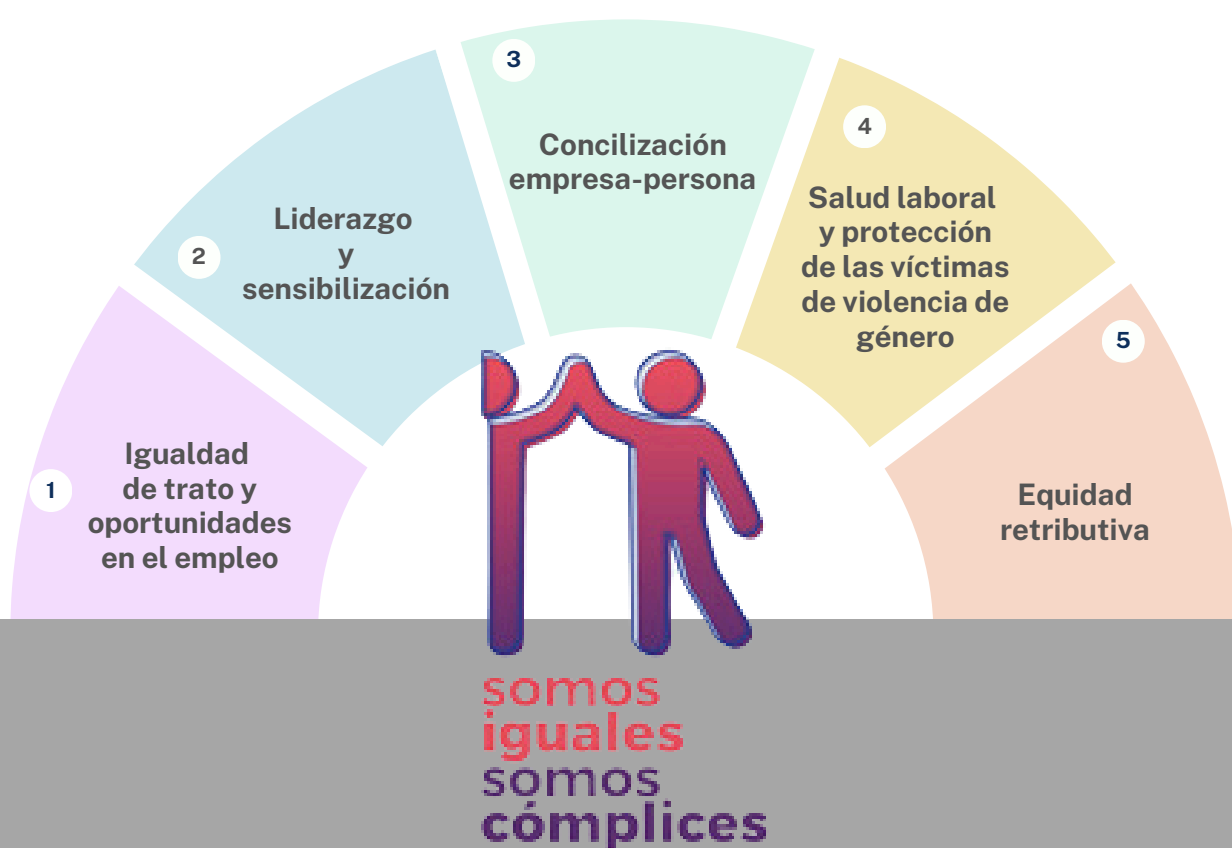 1
Igualdad
de trato y
oportunidades
en el empleo
2
Liderazgo
y
sensibilización
3
Concilización
empresa-persona
4
Salud laboral
y protección
de las víctimas
de violencia de
género
5
Equidad
retributiva
somos
iguales
somos
cómplices